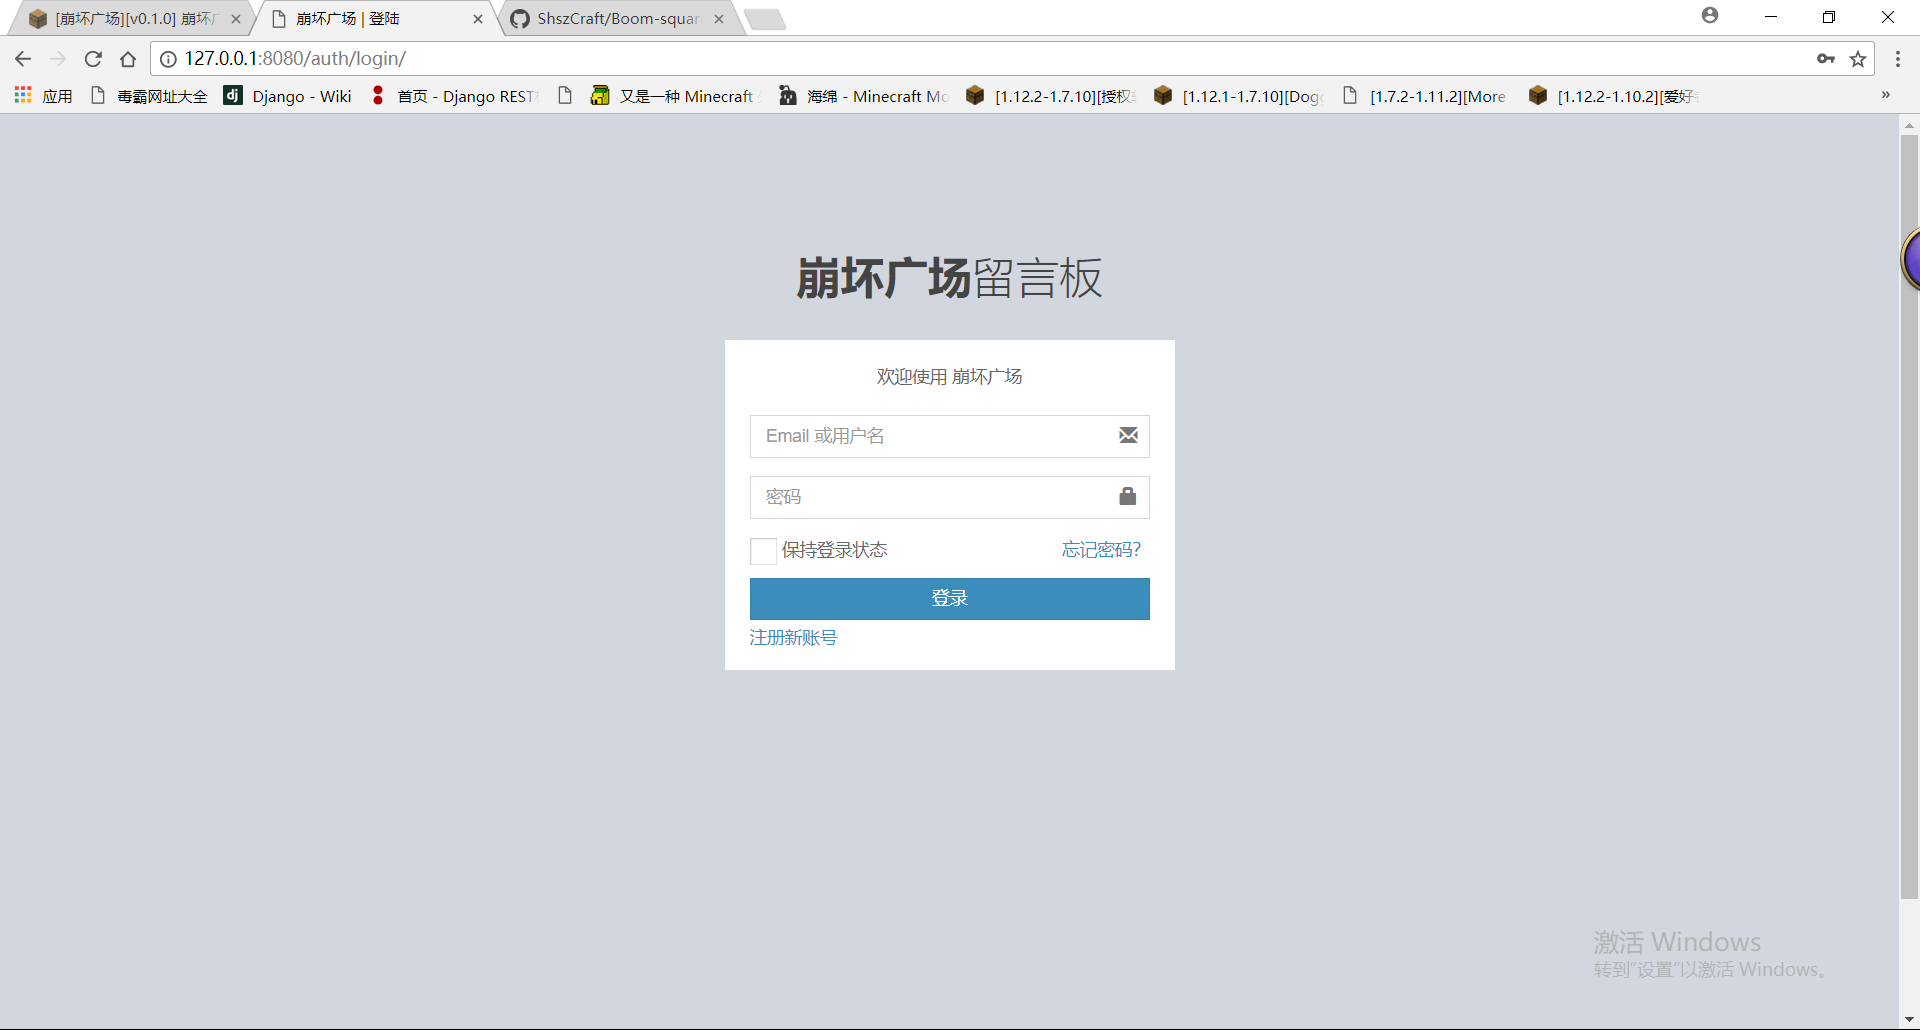 [崩坏广场][v0.1.0] 崩坏广
崩坏广场 | 登陆
ShszCraft/Boom-squar
127.0.0.1:8080/auth/login/
应用
毒霸网址大全
dj
Django - Wiki
首页 - Django REST
又是一种 Minecraft
海绵 - Minecraft Mo
[1.12.2-1.7.10][授权
[1.12.1-1.7.10][Dog
[1.7.2-1.11.2][More
[1.12.2-1.10.2][爱好
»
崩坏广场留言板
欢迎使用 崩坏广场
Email 或用户名
密码
保持登录状态
忘记密码?
登录
注册新账号
激活 Windows
转到“设置”以激活 Windows。